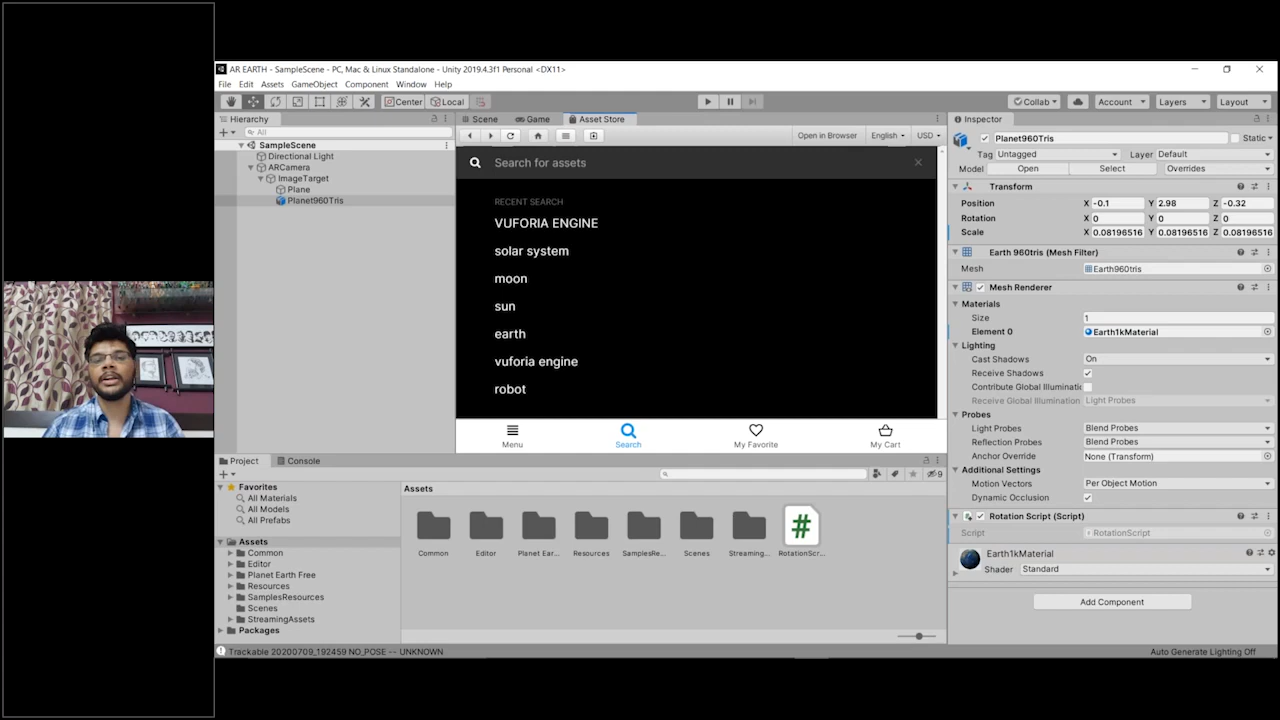 AR EARTH - SampleScene - PC, Mac & Linux Standalone - Unity 2019.4.3f1 Personal <DX11>
File Edit Assets GameObject Component Window Help
Center Local Collab Account Layers Layout
Hierarchy
All
SampleScene
Directional Light
ARCamera
ImageTarget
Plane
Planet960Tris
Scene Game Asset Store
Open in Browser English USD
Search for assets
RECENT SEARCH
VUFORIA ENGINE
solar system
moon
sun
earth
vuforia engine
robot
Menu Search My Favorite My Cart
Inspector
Planet960Tris Static
Tag Untagged Layer Default
Model Open Select Overrides
Transform
Position X -0.1 Y 2.98 Z -0.32
Rotation X 0 Y 0 Z 0
Scale X 0.08196516 Y 0.08196516 Z 0.08196516
Earth 960tris (Mesh Filter)
Mesh Earth960tris
Mesh Renderer
Materials
Size 1
Element 0 Earth1kMaterial
Lighting
Cast Shadows On
Receive Shadows
Contribute Global Illuminatic
Receive Global Illumination Light Probes
Probes
Light Probes Blend Probes
Reflection Probes Blend Probes
Anchor Override None (Transform)
Additional Settings
Motion Vectors Per Object Motion
Dynamic Occlusion
Rotation Script (Script)
Script RotationScript
Earth1kMaterial
Shader Standard
Add Component
Project Console
9
Favorites
All Materials
All Models
All Prefabs
Assets
Common
Editor
Planet Earth Free
Resources
SamplesResources
Scenes
StreamingAssets
Packages
Assets
Common Editor Planet Ear... Resources SamplesRe... Scenes Streaming... RotationScr...
Trackable 20200709_192459 NO_POSE -- UNKNOWN
Auto Generate Lighting Off